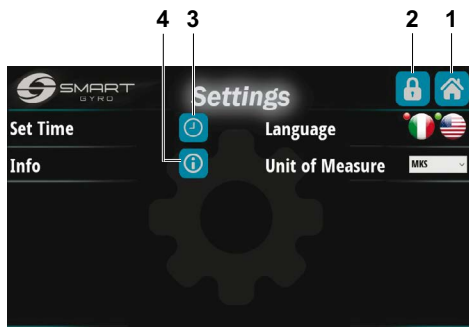 4 3 2 1
SMART
GYRO
Settings
Set Time
Language
Info
Unit of Measure
MKS